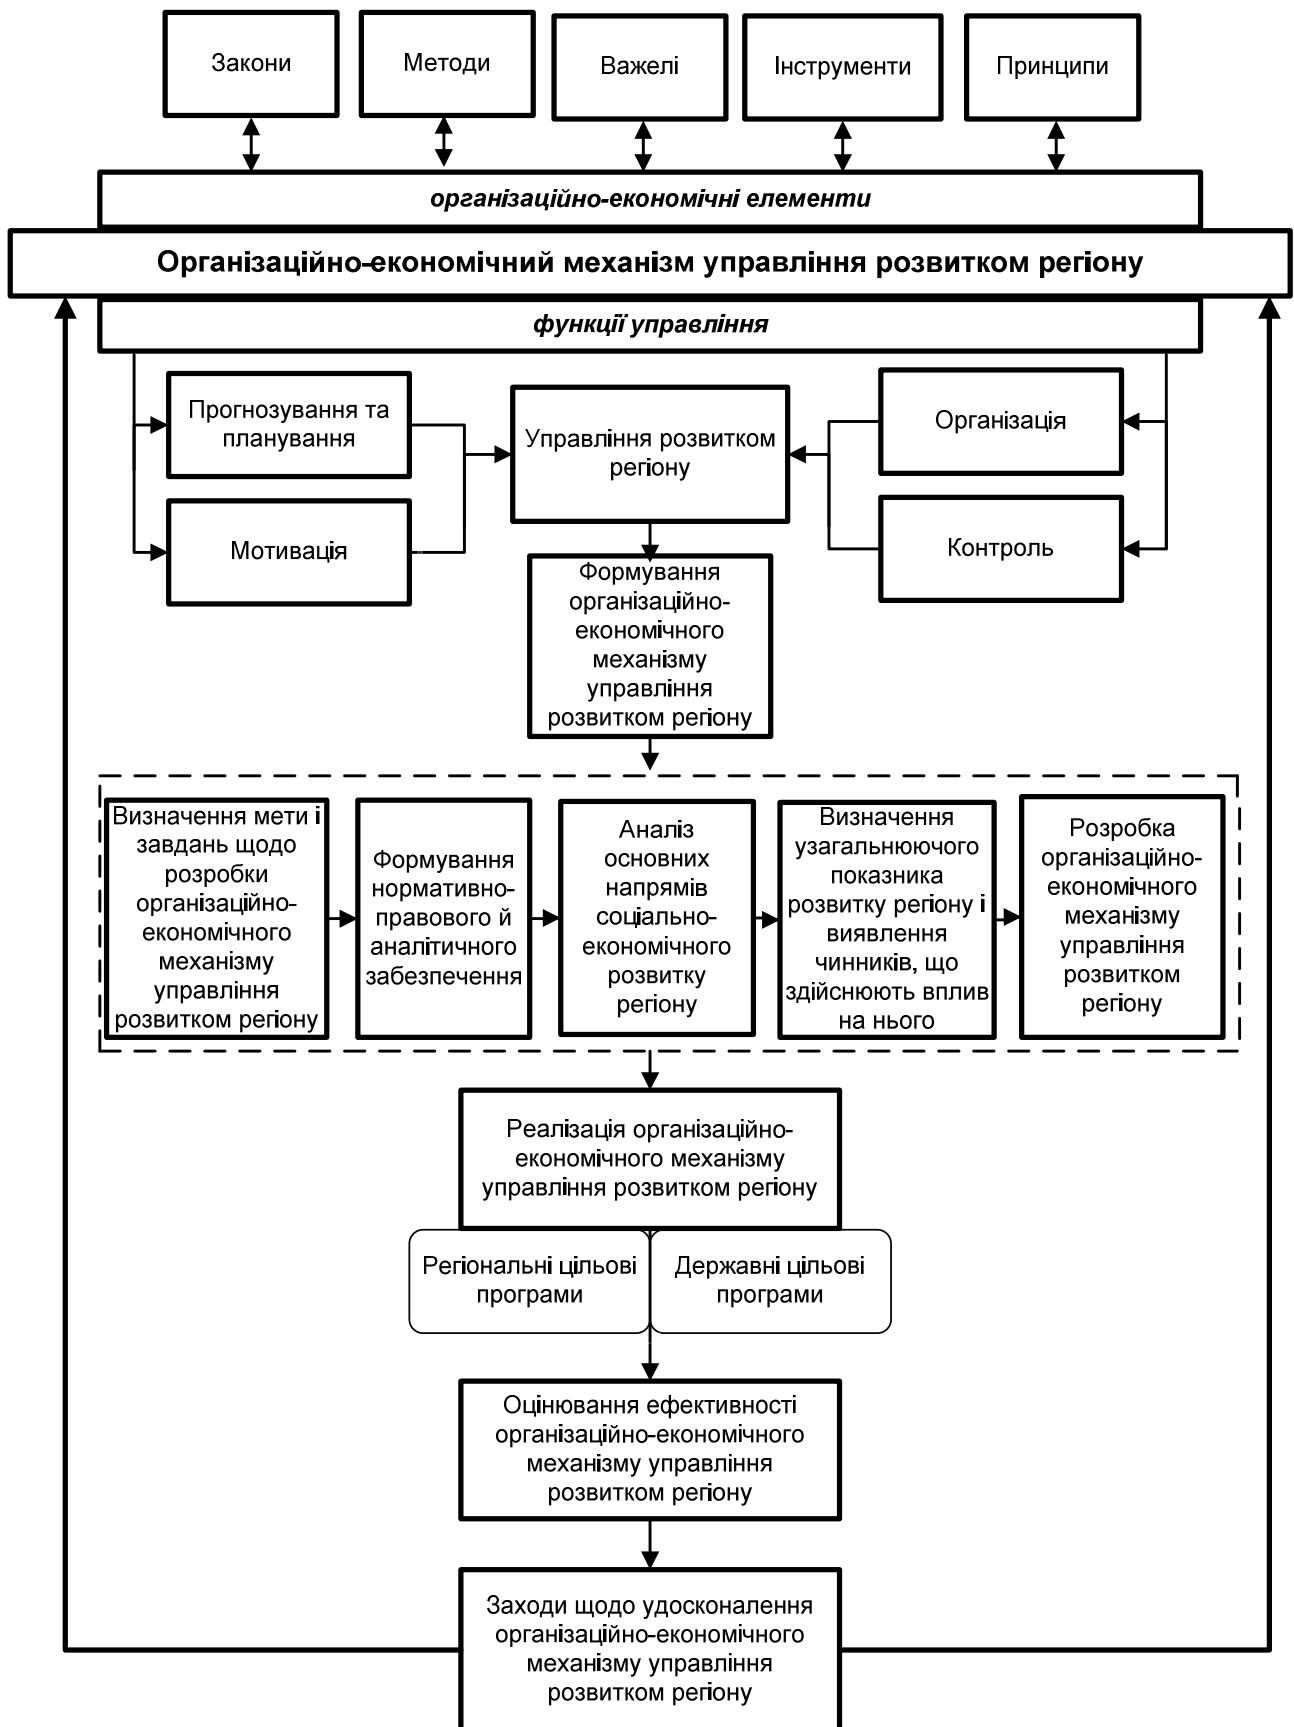 Закони
Методи
Важелі
Інструменти
Принципи
організаційно-економічні елементи
Організаційно-економічний механізм управління розвитком регіону
функції управління
Прогнозування та
планування
Мотивація
Управління розвитком
регіону
Організація
Контроль
Формування
організаційно-
економічного
механізму
управління
розвитком регіону
Визначення мети і
завдань щодо
розробки
організаційно-
економічного
механізму
управління
розвитком регіону
Формування
нормативно-
правового й
аналітичного
забезпечення
Аналіз
основних
напрямів
соціально-
економічного
розвитку
регіону
Визначення
узагальнюючого
показника
розвитку регіону і
виявлення
чинників, що
здійснюють вплив
на нього
Розробка
організаційно-
економічного
механізму
управління
розвитком
регіону
Реалізація організаційно-
економічного механізму
управління розвитком регіону
Регіональні цільові
програми
Державні цільові
програми
Оцінювання ефективності
організаційно-економічного
механізму управління
розвитком регіону
Заходи щодо удосконалення
організаційно-економічного
механізму управління
розвитком регіону